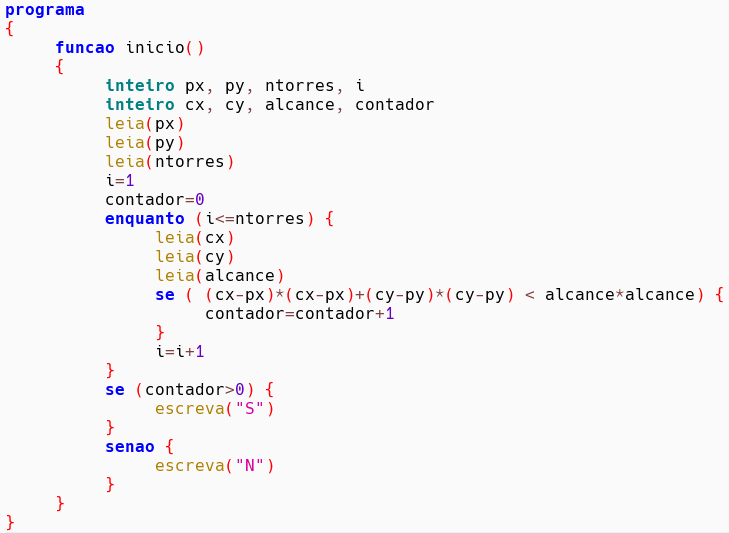 programa
{
     funcao inicio()
     {
          inteiro px, py, ntorres, i
          inteiro cx, cy, alcance, contador
          leia(px)
          leia(py)
          leia(ntorres)
          i=1
          contador=0
          enquanto (i<=ntorres) {
               leia(cx)
               leia(cy)
               leia(alcance)
               se ( (cx-px)*(cx-px)+(cy-py)*(cy-py) < alcance*alcance) {
                    contador=contador+1
               }
               i=i+1
          }
          se (contador>0) {
               escreva("S")
          }
          senao {
               escreva("N")
          }
     }
}